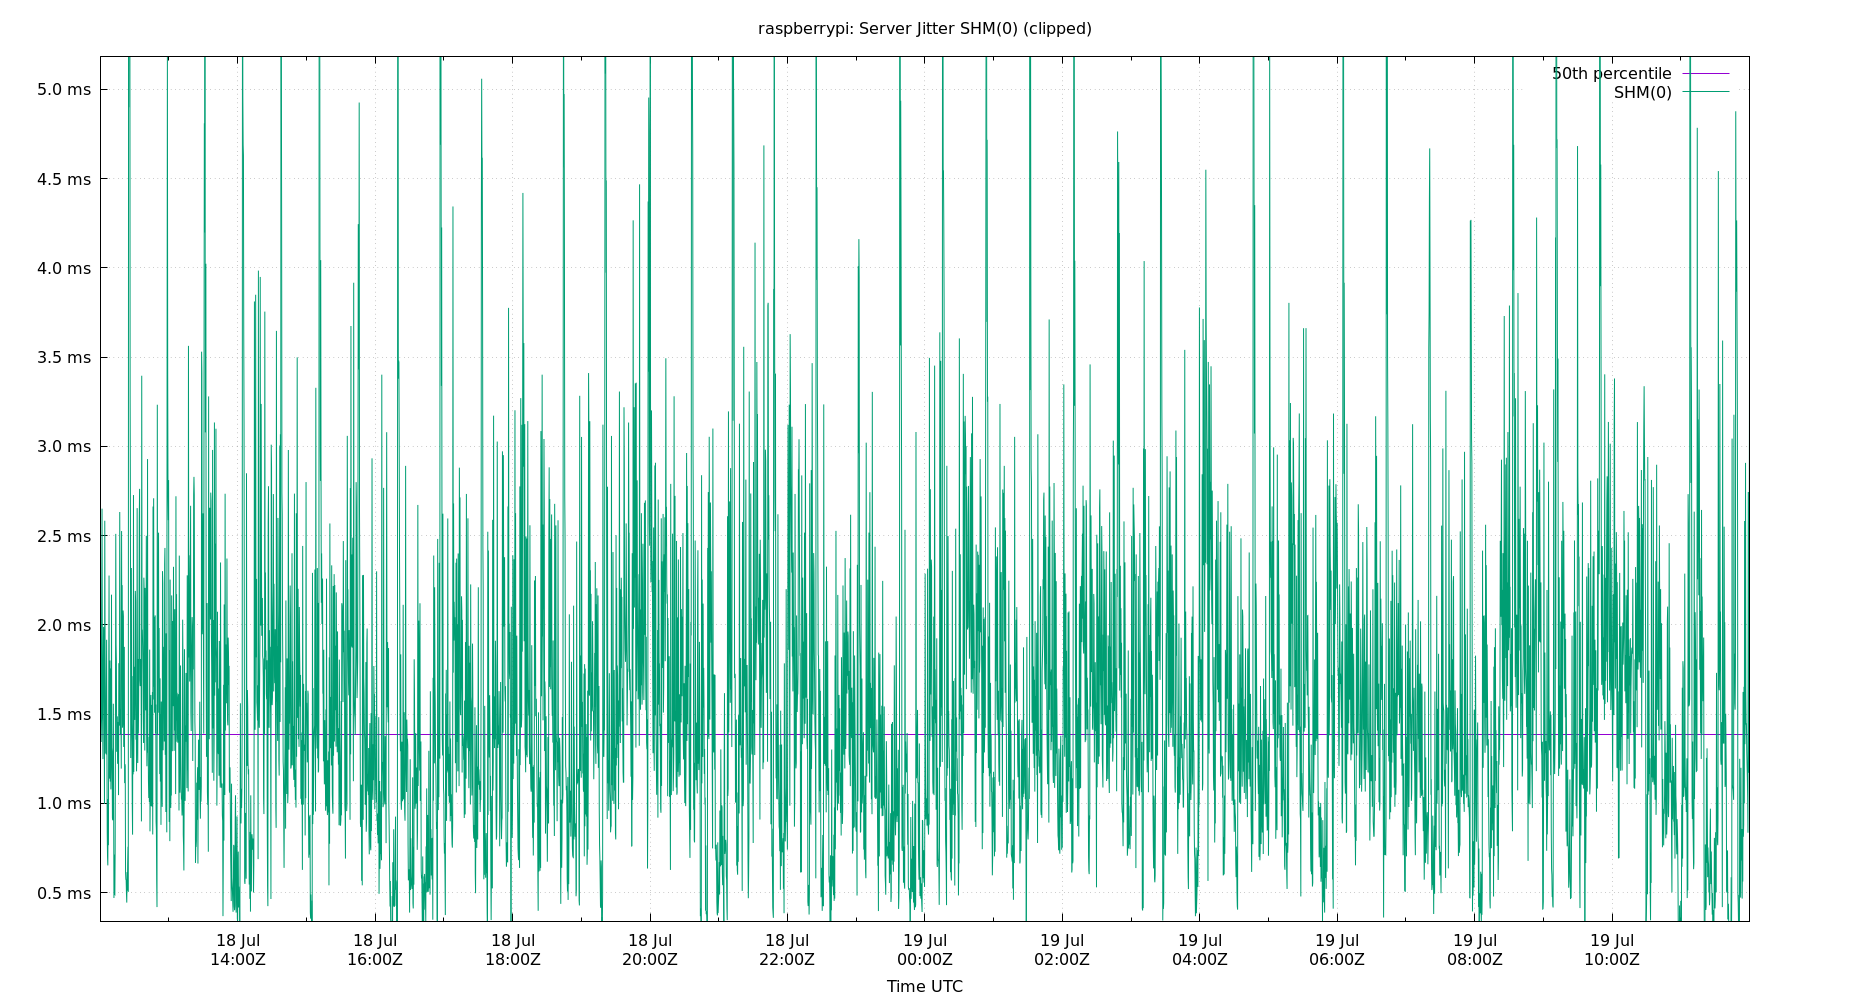 raspberrypi: Server Jitter SHM(0) (clipped)
50th percentile
SHM(0)
5.0 ms
4.5 ms
4.0 ms
3.5 ms
3.0 ms
2.5 ms
2.0 ms
1.5 ms
1.0 ms
0.5 ms
18 Jul 18 Jul 18 Jul 18 Jul 18 Jul 19 Jul 19 Jul 19 Jul 19 Jul 19 Jul 19 Jul
14:00Z 16:00Z 18:00Z 20:00Z 22:00Z 00:00Z 02:00Z 04:00Z 06:00Z 08:00Z 10:00Z
Time UTC